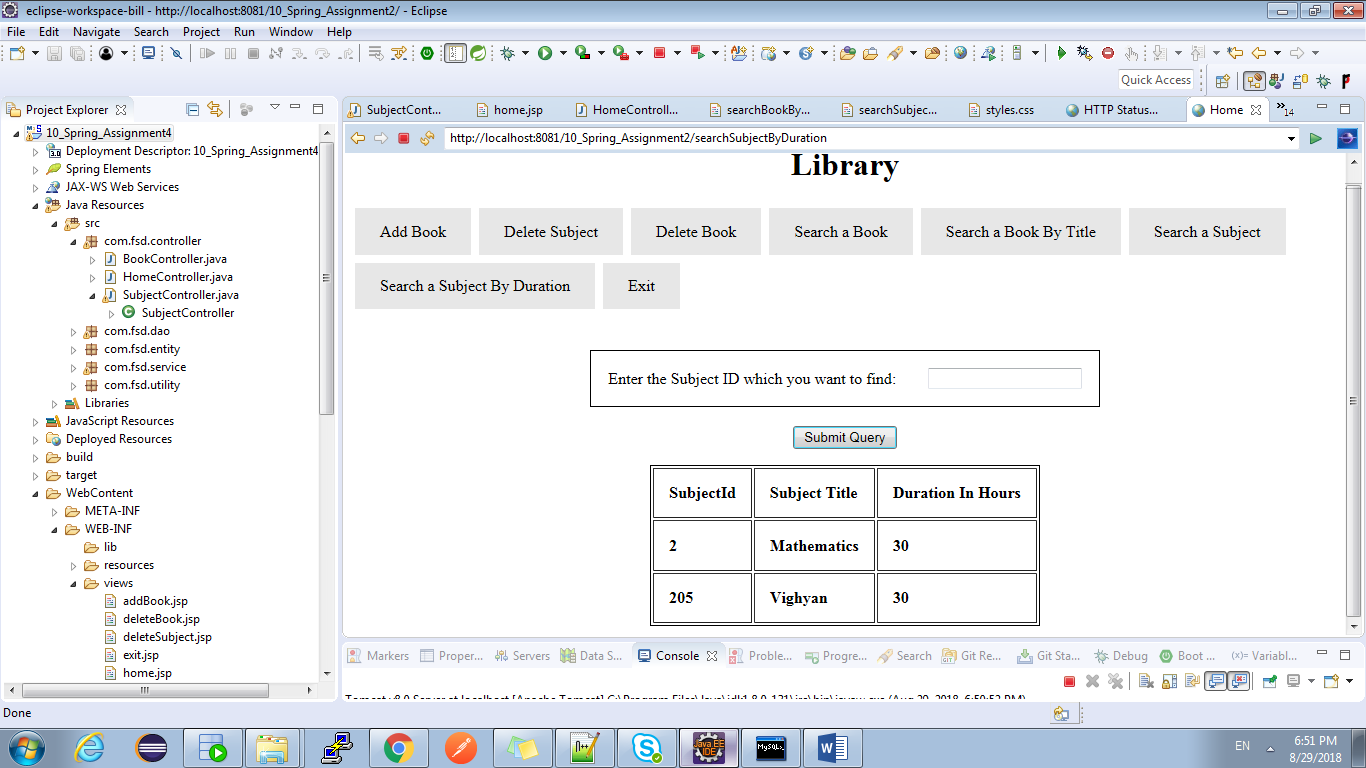 eclipse-workspace-bill - http://localhost:8081/10_Spring_Assignment2/ - Eclipse
File Edit Navigate Search Project Run Window Help
Quick Access
Project Explorer
SubjectCont... home.jsp HomeControll... searchBookBy... searchSubjec... styles.css HTTP Status... Home 14
http://localhost:8081/10_Spring_Assignment2/searchSubjectByDuration
10_Spring_Assignment4
Deployment Descriptor: 10_Spring_Assignment4
Spring Elements
JAX-WS Web Services
Java Resources
src
com.fsd.controller
BookController.java
HomeController.java
SubjectController.java
SubjectController
com.fsd.dao
com.fsd.entity
com.fsd.service
com.fsd.utility
Libraries
JavaScript Resources
Deployed Resources
build
target
WebContent
META-INF
WEB-INF
lib
resources
views
addBook.jsp
deleteBook.jsp
deleteSubject.jsp
exit.jsp
home.jsp
Library
Add Book Delete Subject Delete Book Search a Book Search a Book By Title Search a Subject
Search a Subject By Duration Exit
Enter the Subject ID which you want to find:
Submit Query
SubjectId Subject Title Duration In Hours
2 Mathematics 30
205 Vighyan 30
Markers Proper... Servers Data S... Console Proble... Progre... Search Git Re... Git Sta... Debug Boot ... (x)= Variabl...
Done
EN 6:51 PM
8/29/2018